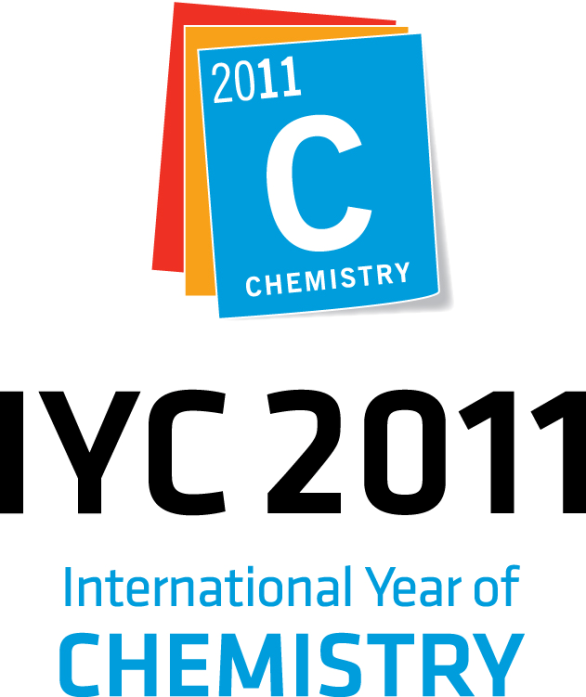 2011
C
CHEMISTRY
IYC 2011
International Year of
CHEMISTRY